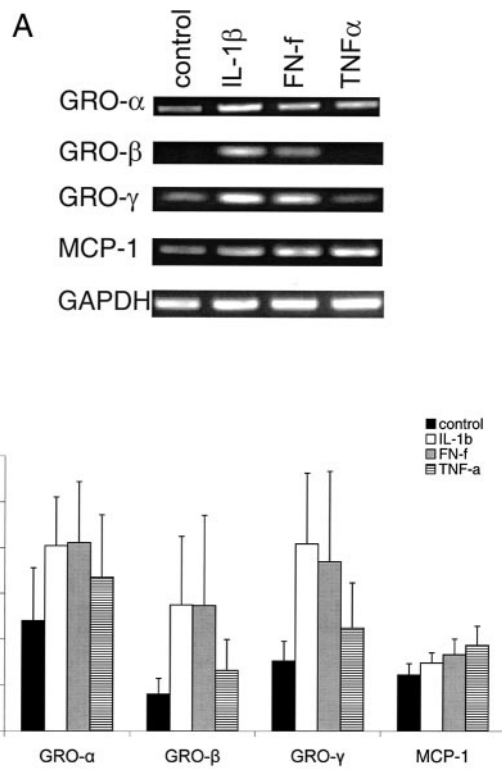 A
control IL-1β FN-f TNFα
GRO-α
GRO-β
GRO-γ
MCP-1
GAPDH
control
IL-1b
FN-f
TNF-a
GRO-α GRO-β GRO-γ MCP-1